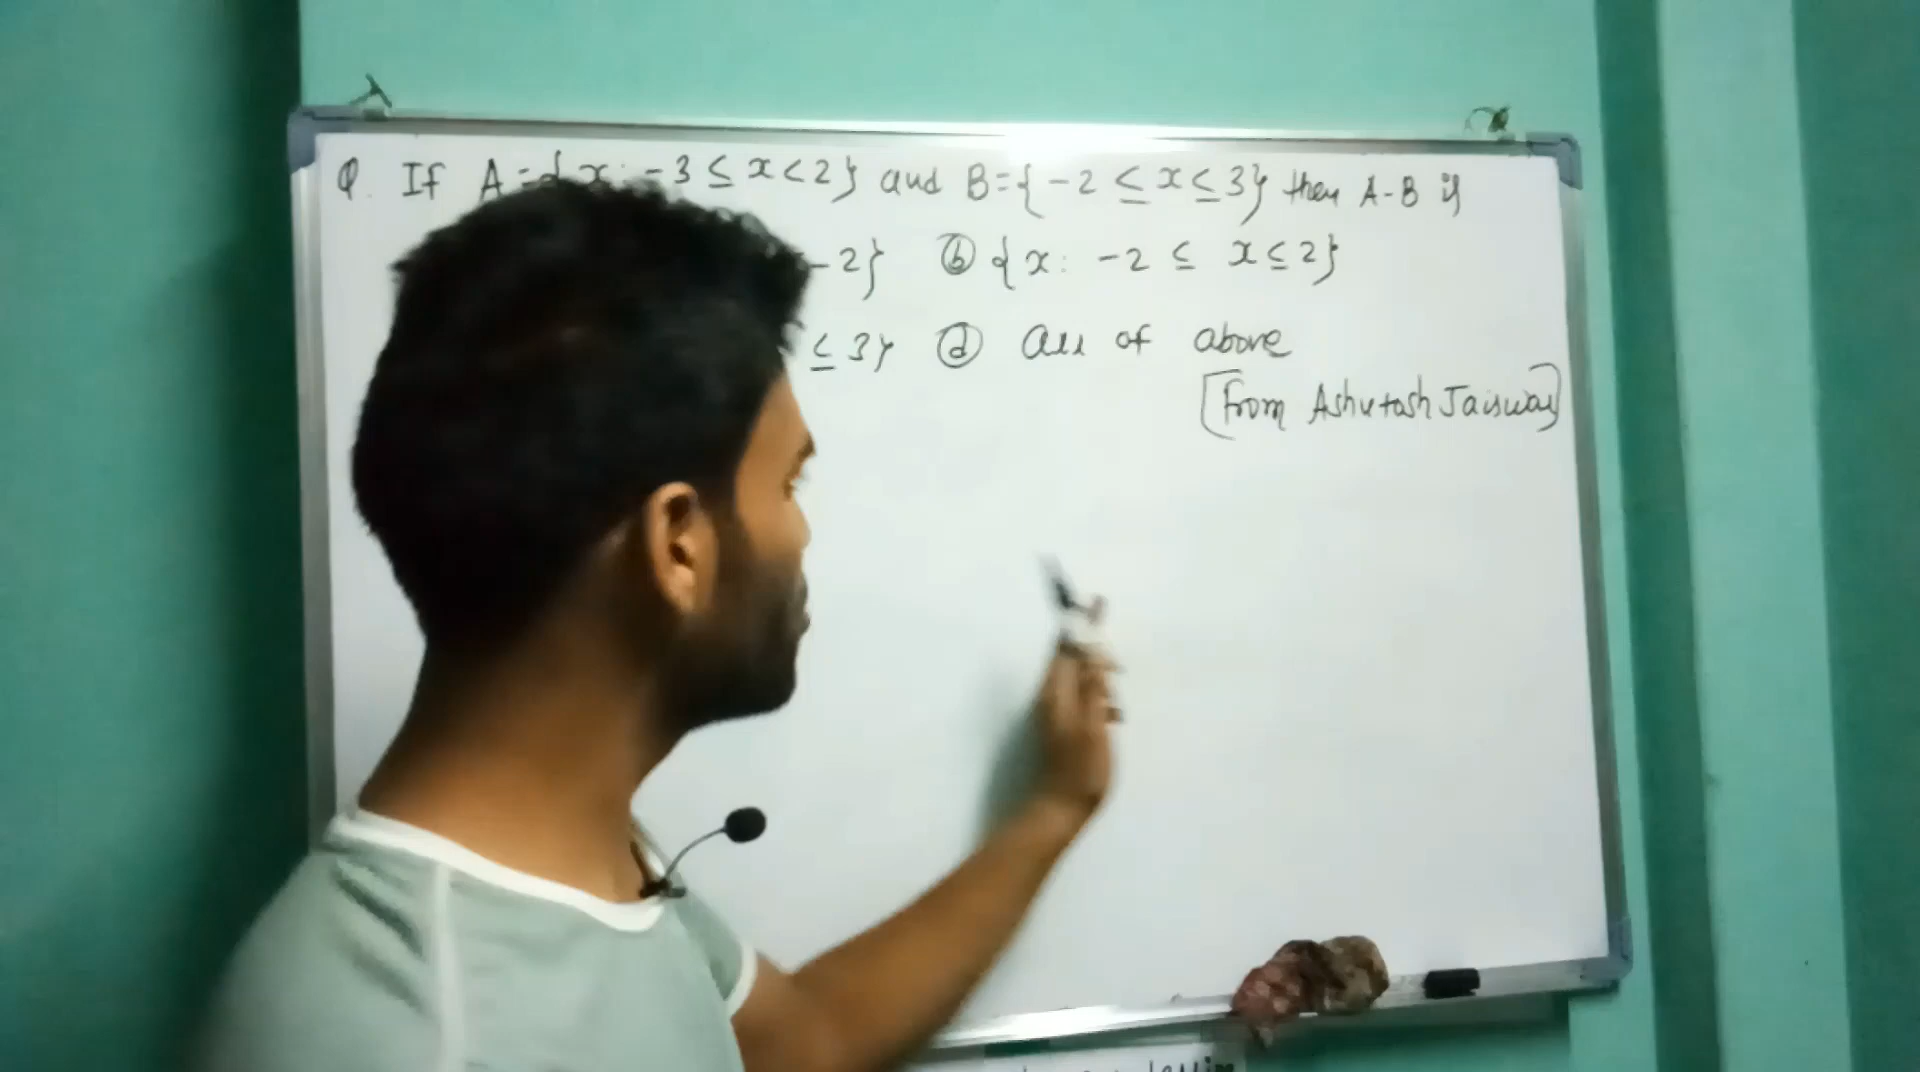 Q. If A={x: -3 ≤ x < 2} and B={ -2 ≤ x ≤ 3} then A-B is
-2} ⓑ {x: -2 ≤ x ≤ 2}
≤ 3} ⓓ All of above
[From Ashutosh Jaiswal]